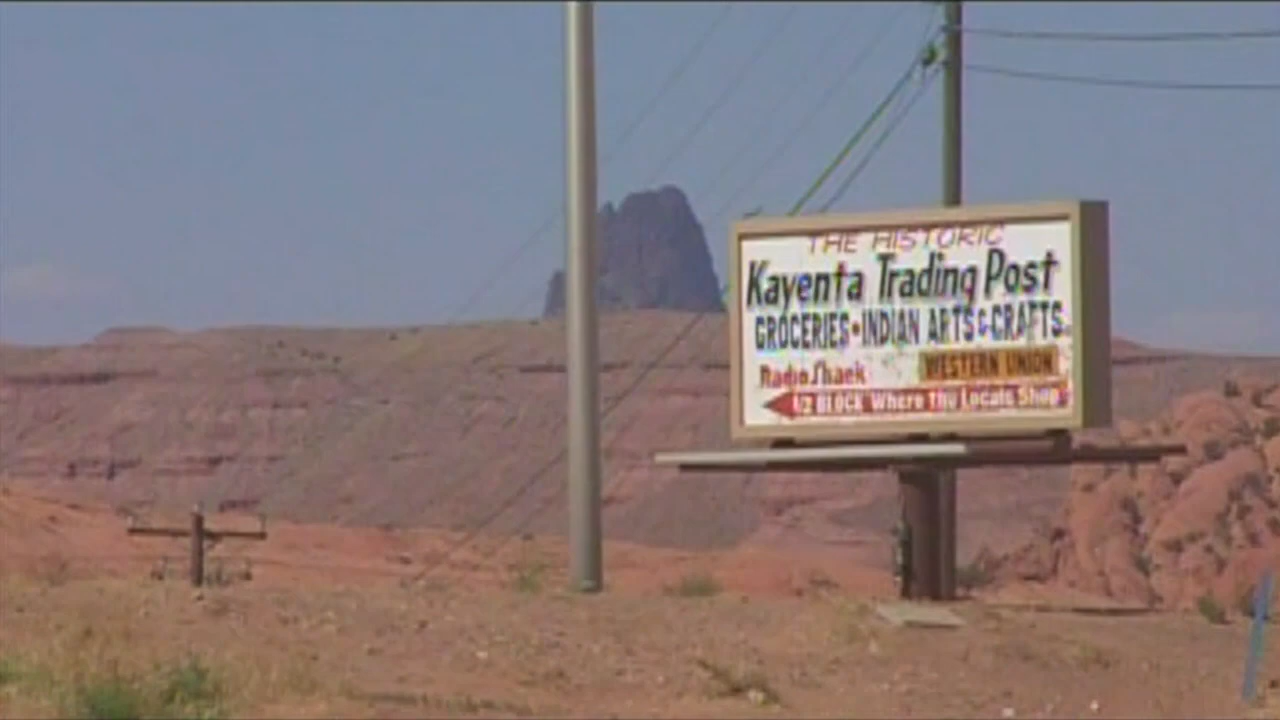 THE HISTORIC
Kayenta Trading Post
GROCERIES • INDIAN ARTS & CRAFTS
RadioShack WESTERN UNION
1/2 BLOCK Where the Locals Shop